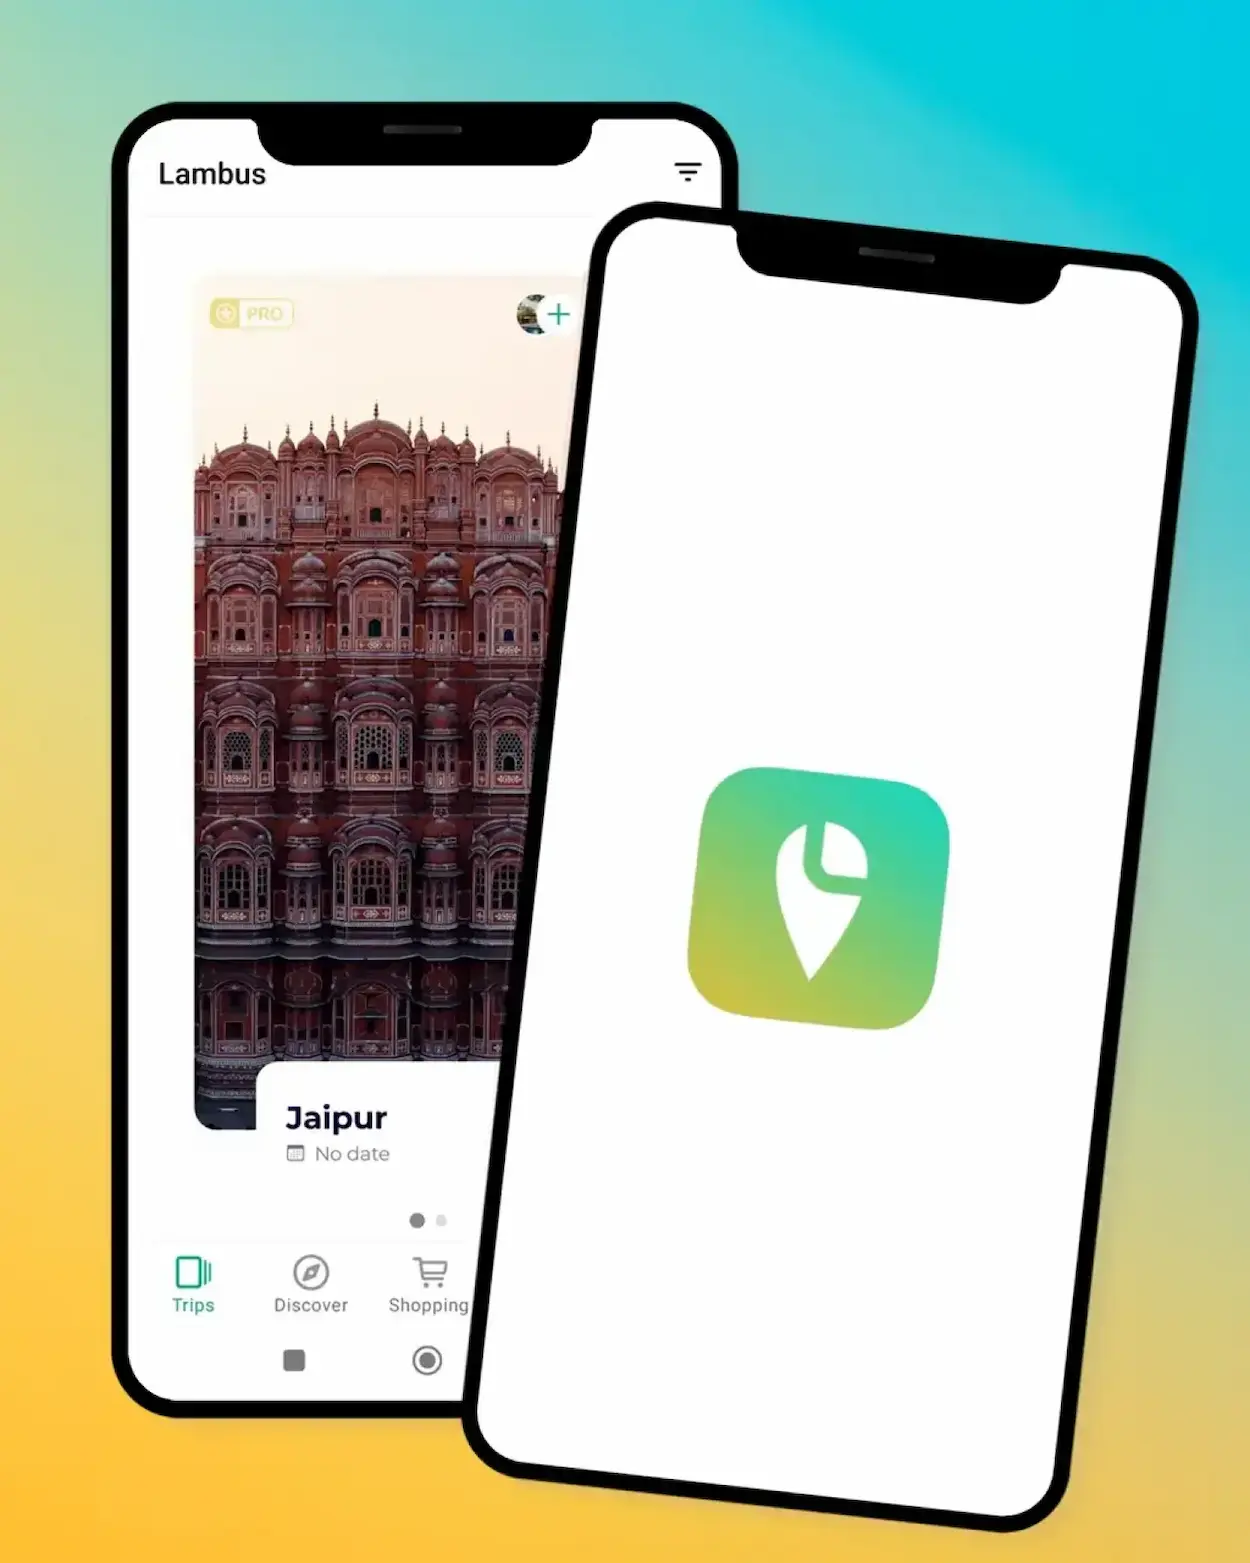 Lambus
PRO
Jaipur
No date
Trips
Discover
Shopping